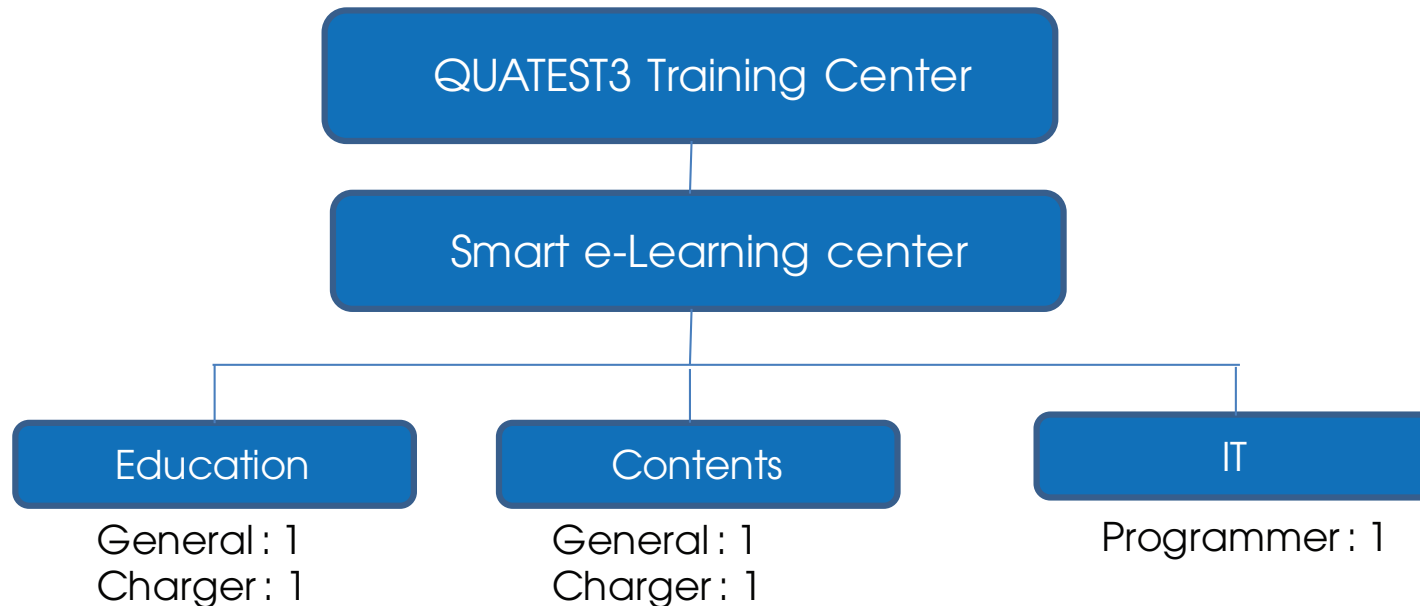 QUATEST3 Training Center
Smart e-Learning center
Education
Contents
IT
General : 1
Charger : 1
General : 1
Charger : 1
Programmer : 1